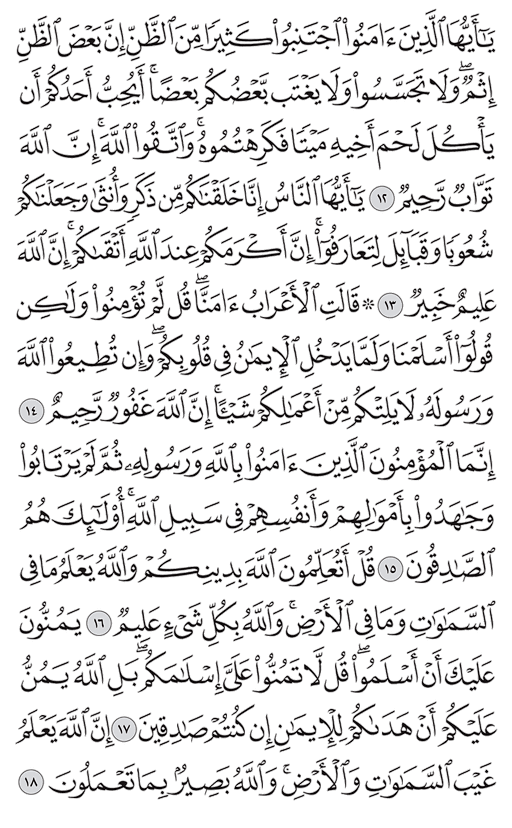 يَـٰٓأَيُّهَا ٱلَّذِينَ ءَامَنُوا۟ ٱجْتَنِبُوا۟ كَثِيرًا مِّنَ ٱلظَّنِّ إِنَّ بَعْضَ ٱلظَّنِّ
إِثْمٌ ۖ وَلَا تَجَسَّسُوا۟ وَلَا يَغْتَب بَّعْضُكُم بَعْضًا ۚ أَيُحِبُّ أَحَدُكُمْ أَن
يَأْكُلَ لَحْمَ أَخِيهِ مَيْتًا فَكَرِهْتُمُوهُ ۚ وَٱتَّقُوا۟ ٱللَّهَ ۚ إِنَّ ٱللَّهَ
تَوَّابٌ رَّحِيمٌ ١٢ يَـٰٓأَيُّهَا ٱلنَّاسُ إِنَّا خَلَقْنَـٰكُم مِّن ذَكَرٍ وَأُنثَىٰ وَجَعَلْنَـٰكُمْ
شُعُوبًا وَقَبَآئِلَ لِتَعَارَفُوٓا۟ ۚ إِنَّ أَكْرَمَكُمْ عِندَ ٱللَّهِ أَتْقَىٰكُمْ ۚ إِنَّ ٱللَّهَ
عَلِيمٌ خَبِيرٌ ١٣ ۞ قَالَتِ ٱلْأَعْرَابُ ءَامَنَّا ۖ قُل لَّمْ تُؤْمِنُوا۟ وَلَـٰكِن
قُولُوٓا۟ أَسْلَمْنَا وَلَمَّا يَدْخُلِ ٱلْإِيمَـٰنُ فِى قُلُوبِكُمْ ۖ وَإِن تُطِيعُوا۟ ٱللَّهَ
وَرَسُولَهُۥ لَا يَلِتْكُم مِّنْ أَعْمَـٰلِكُمْ شَيْـًٔا ۚ إِنَّ ٱللَّهَ غَفُورٌ رَّحِيمٌ ١٤
إِنَّمَا ٱلْمُؤْمِنُونَ ٱلَّذِينَ ءَامَنُوا۟ بِٱللَّهِ وَرَسُولِهِۦ ثُمَّ لَمْ يَرْتَابُوا۟
وَجَـٰهَدُوا۟ بِأَمْوَٰلِهِمْ وَأَنفُسِهِمْ فِى سَبِيلِ ٱللَّهِ ۚ أُو۟لَـٰٓئِكَ هُمُ
ٱلصَّـٰدِقُونَ ١٥ قُلْ أَتُعَلِّمُونَ ٱللَّهَ بِدِينِكُمْ وَٱللَّهُ يَعْلَمُ مَا فِى
ٱلسَّمَـٰوَٰتِ وَمَا فِى ٱلْأَرْضِ ۚ وَٱللَّهُ بِكُلِّ شَىْءٍ عَلِيمٌ ١٦ يَمُنُّونَ
عَلَيْكَ أَنْ أَسْلَمُوا۟ ۖ قُل لَّا تَمُنُّوا۟ عَلَىَّ إِسْلَـٰمَكُم ۖ بَلِ ٱللَّهُ يَمُنُّ
عَلَيْكُمْ أَنْ هَدَىٰكُمْ لِلْإِيمَـٰنِ إِن كُنتُمْ صَـٰدِقِينَ ١٧ إِنَّ ٱللَّهَ يَعْلَمُ
غَيْبَ ٱلسَّمَـٰوَٰتِ وَٱلْأَرْضِ ۚ وَٱللَّهُ بَصِيرٌۢ بِمَا تَعْمَلُونَ ١٨